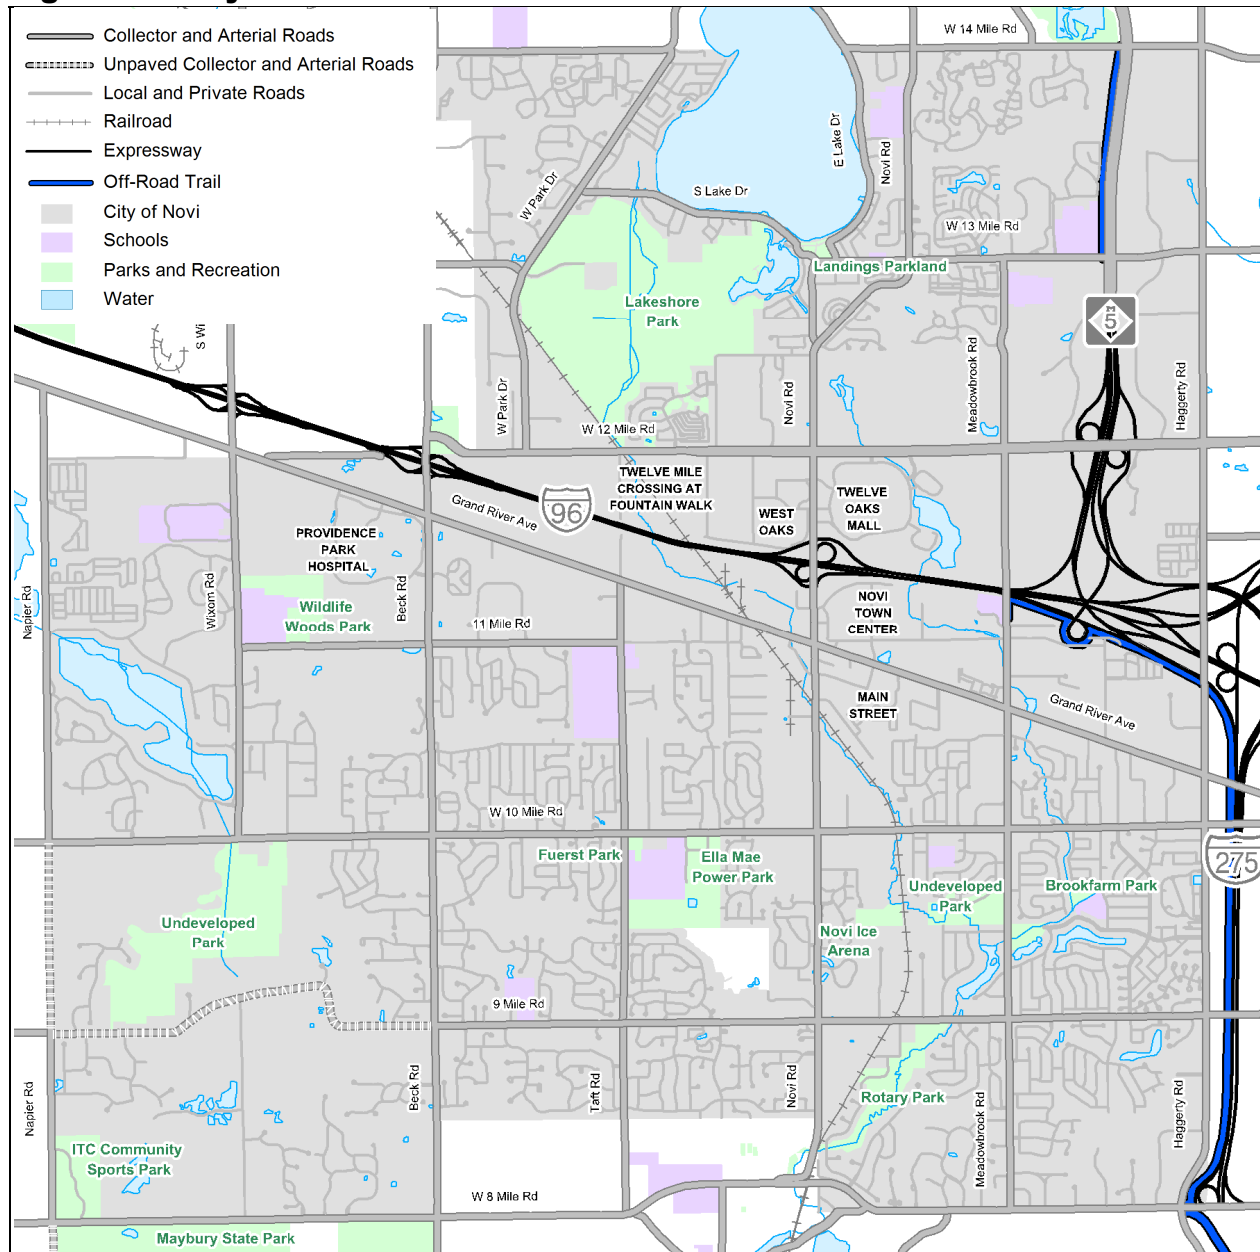 Collector and Arterial Roads
Unpaved Collector and Arterial Roads
Local and Private Roads
Railroad
Expressway
Off-Road Trail
City of Novi
Schools
Parks and Recreation
Water
W 14 Mile Rd
E Lake Dr
Novi Rd
S Lake Dr
W Park Dr
W 13 Mile Rd
Landings Parkland
Lakeshore
Park
M
5
S Wi
W Park Dr
Novi Rd
Meadowbrook Rd
Haggerty Rd
W 12 Mile Rd
TWELVE MILE
CROSSING AT
FOUNTAIN WALK
Grand River Ave
96
WEST
OAKS
TWELVE
OAKS
MALL
PROVIDENCE
PARK
HOSPITAL
Napier Rd
Wixom Rd
Beck Rd
Wildlife
Woods Park
11 Mile Rd
NOVI
TOWN
CENTER
MAIN
STREET
Grand River Ave
W 10 Mile Rd
Fuerst Park
Ella Mae
Power Park
Undeveloped
Park
Brookfarm Park
275
Undeveloped
Park
Novi Ice
Arena
9 Mile Rd
Napier Rd
Beck Rd
Taft Rd
Novi Rd
Rotary Park
Meadowbrook Rd
Haggerty Rd
ITC Community
Sports Park
W 8 Mile Rd
Maybury State Park